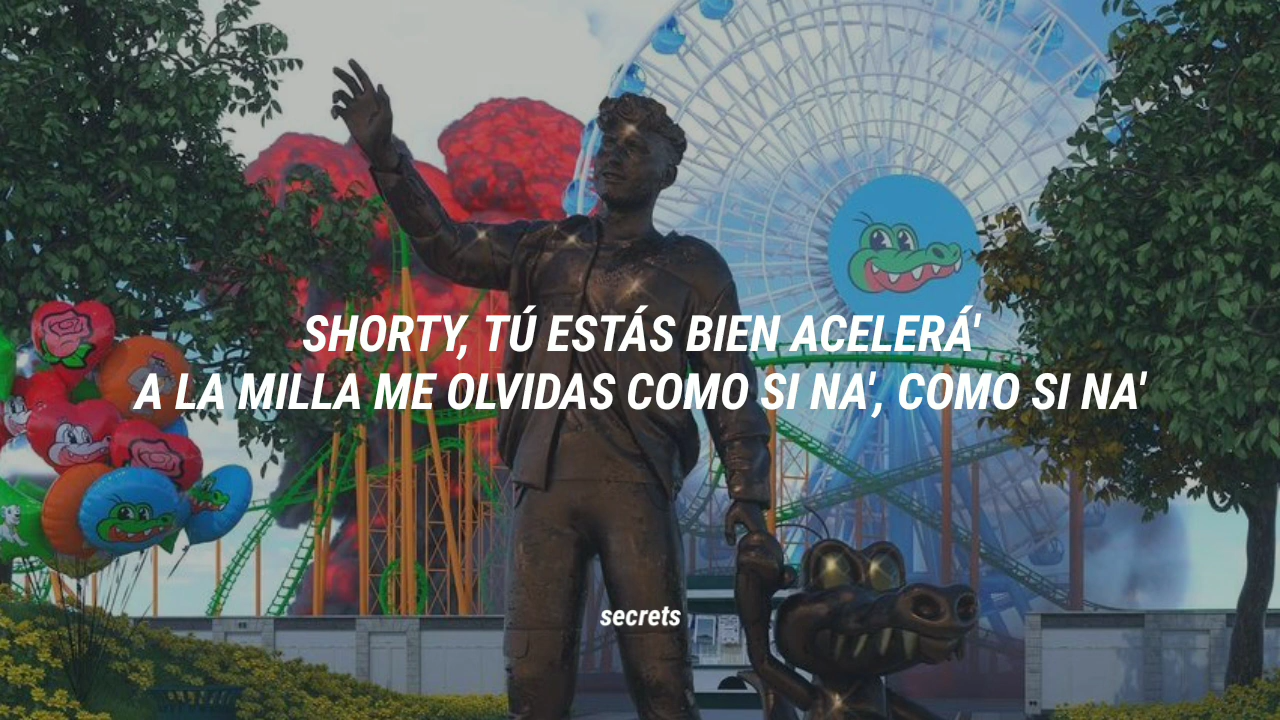 SHORTY, TÚ ESTÁS BIEN ACELERÁ'
A LA MILLA ME OLVIDAS COMO SI NA', COMO SI NA'
secrets